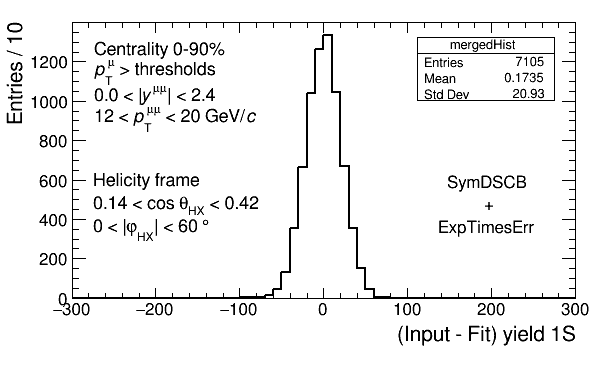 Entries / 10
1200
1000
800
600
400
200
0
Centrality 0-90%
p_T^μ > thresholds
0.0 < |y^μμ| < 2.4
12 < p_T^μμ < 20 GeV/c
Helicity frame
0.14 < cos θ_HX < 0.42
0 < |φ_HX| < 60 °
mergedHist
Entries 7105
Mean 0.1735
Std Dev 20.93
SymDSCB
+
ExpTimesErr
−300 −200 −100 0 100 200 300
(Input - Fit) yield 1S